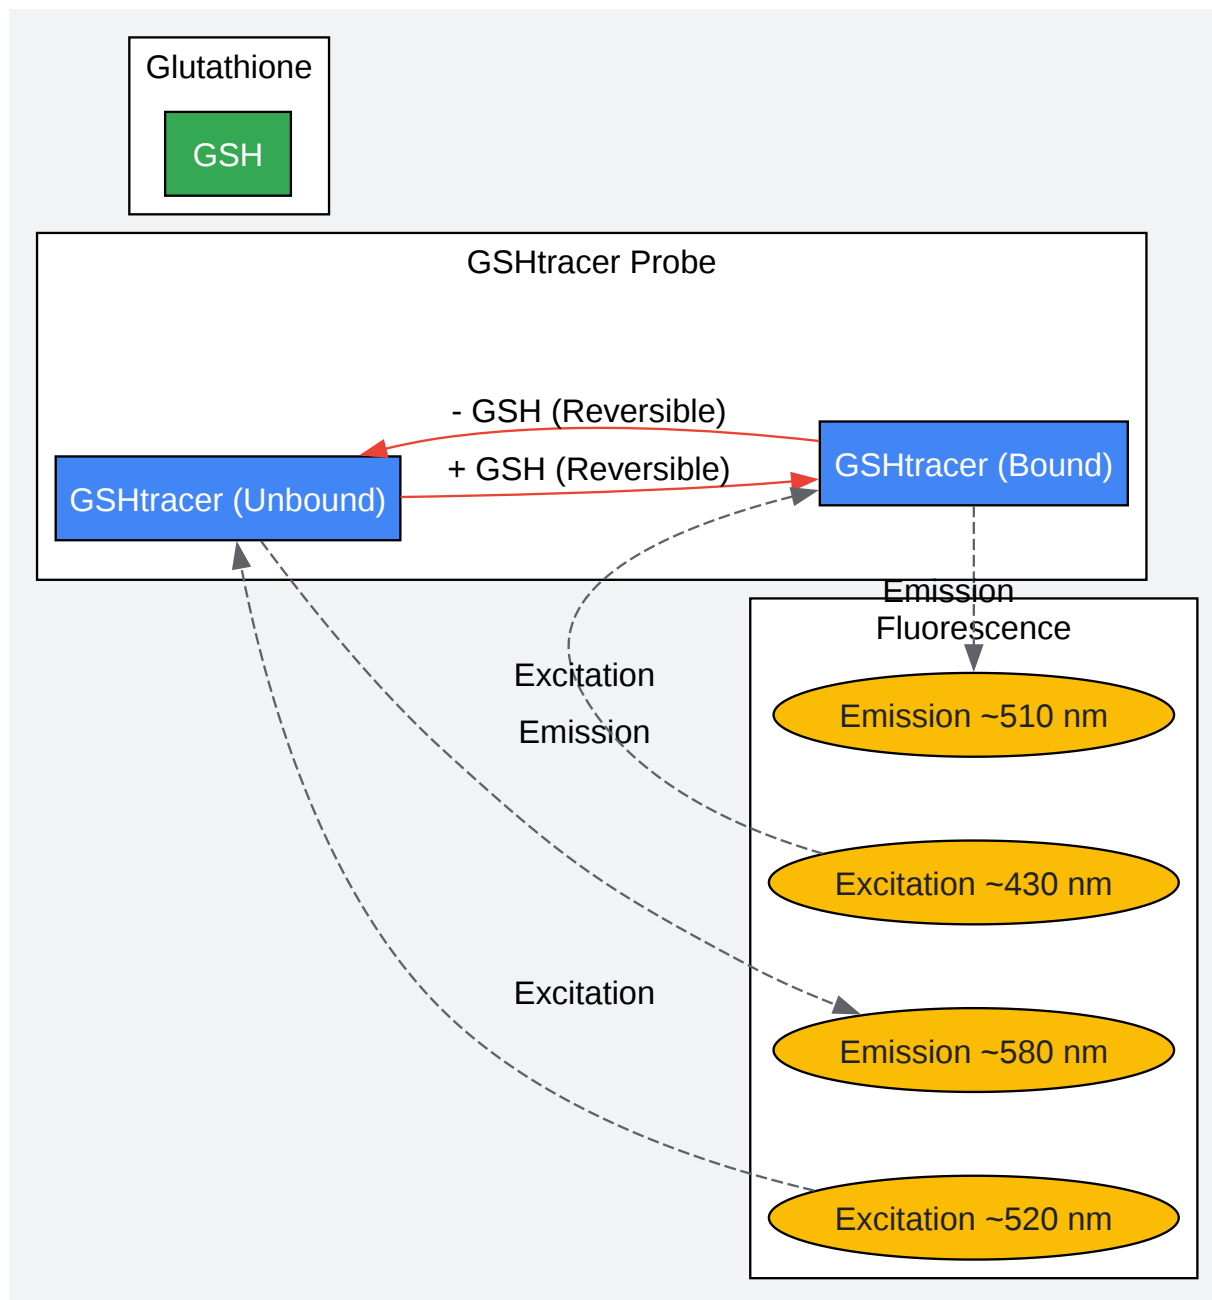 Glutathione
GSH
GSHtracer Probe
- GSH (Reversible)
+ GSH (Reversible)
GSHtracer (Unbound)
GSHtracer (Bound)
Emission
Fluorescence
Excitation
Emission
Emission ~510 nm
Excitation ~430 nm
Excitation
Emission ~580 nm
Excitation ~520 nm